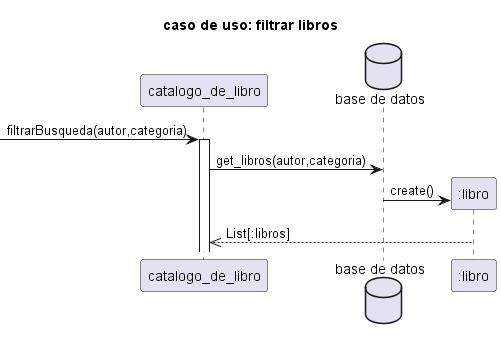 caso de uso: filtrar libros
catalogo_de_libro
base de datos
filtrarBusqueda(autor,categoria)
get_libros(autor,categoria)
create()
:libro
List[:libros]
catalogo_de_libro
base de datos
:libro